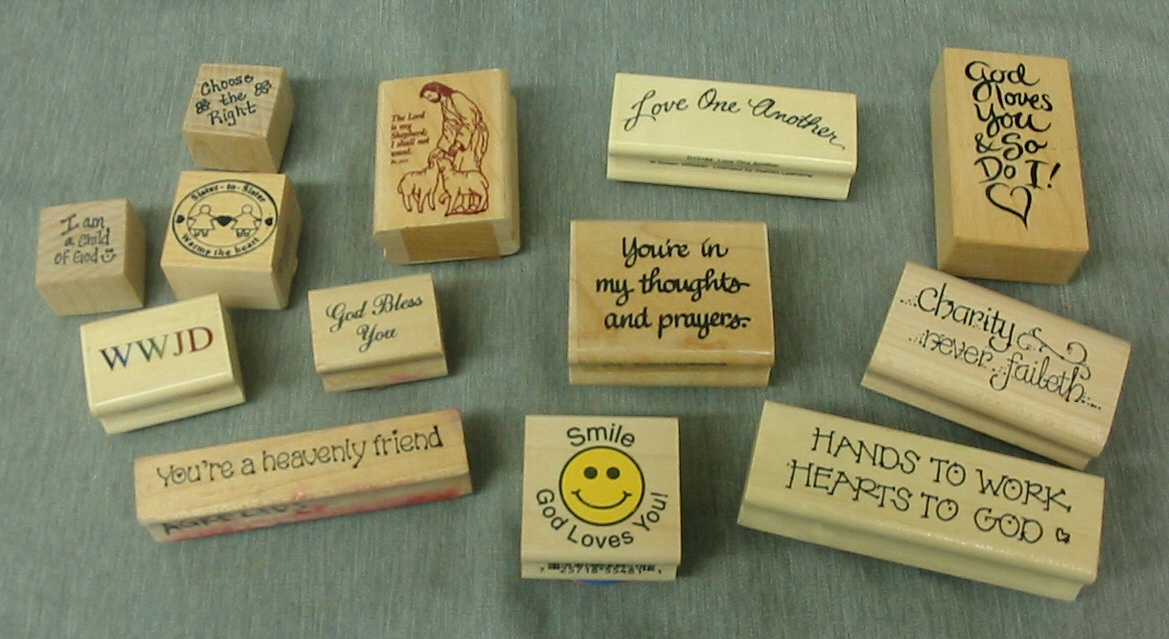 Choose
the
Right
The Lord
is my
Shepherd;
I shall not
want.
Love One Another
God
loves
You
& So
Do I!
I am
a child
of God
Sister-to-Sister
Warms the heart
You're in
my thoughts
and prayers.
WWJD
God Bless
You
...charity
...never faileth...
You're a heavenly friend
Smile
God Loves You!
HANDS TO WORK
HEARTS TO GOD